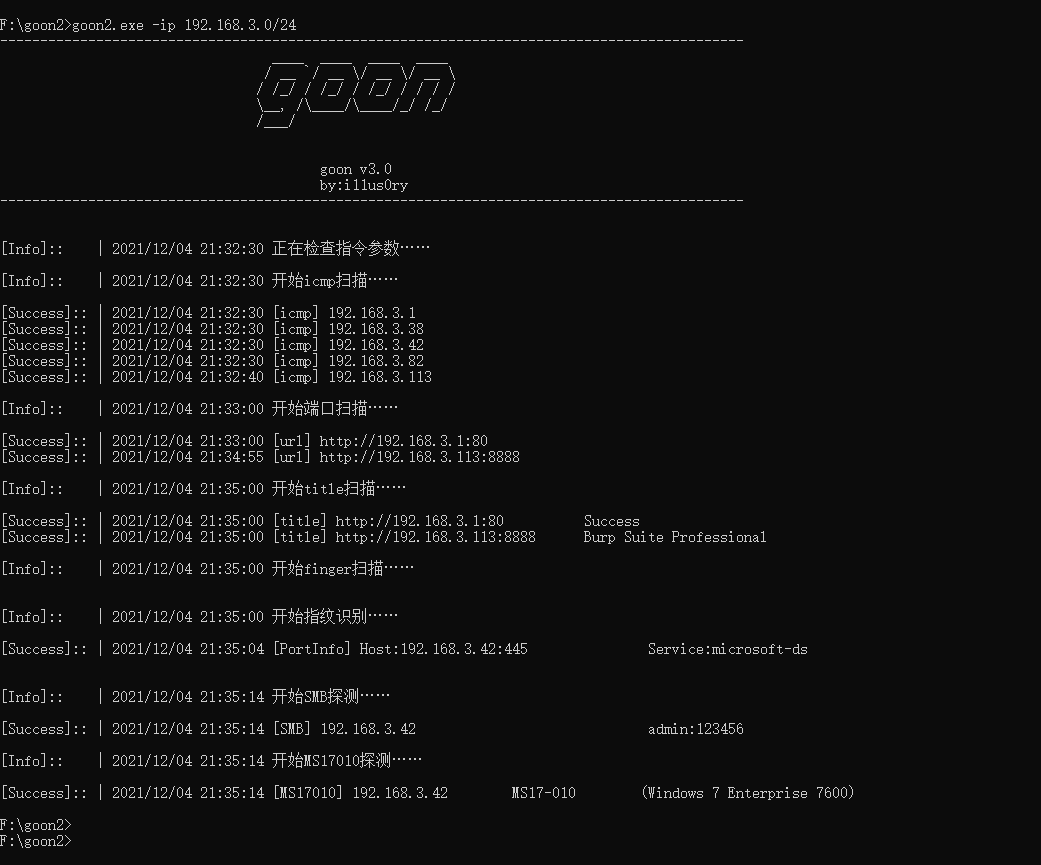 F:\goon2>goon2.exe -ip 192.168.3.0/24
goon
goon v3.0
by:illus0ry
[Info]:: | 2021/12/04 21:32:30 正在检查指令参数……
[Info]:: | 2021/12/04 21:32:30 开始icmp扫描……
[Success]:: | 2021/12/04 21:32:30 [icmp] 192.168.3.1
[Success]:: | 2021/12/04 21:32:30 [icmp] 192.168.3.38
[Success]:: | 2021/12/04 21:32:30 [icmp] 192.168.3.42
[Success]:: | 2021/12/04 21:32:30 [icmp] 192.168.3.82
[Success]:: | 2021/12/04 21:32:40 [icmp] 192.168.3.113
[Info]:: | 2021/12/04 21:33:00 开始端口扫描……
[Success]:: | 2021/12/04 21:33:00 [url] http://192.168.3.1:80
[Success]:: | 2021/12/04 21:34:55 [url] http://192.168.3.113:8888
[Info]:: | 2021/12/04 21:35:00 开始title扫描……
[Success]:: | 2021/12/04 21:35:00 [title] http://192.168.3.1:80 Success
[Success]:: | 2021/12/04 21:35:00 [title] http://192.168.3.113:8888 Burp Suite Professional
[Info]:: | 2021/12/04 21:35:00 开始finger扫描……
[Info]:: | 2021/12/04 21:35:00 开始指纹识别……
[Success]:: | 2021/12/04 21:35:04 [PortInfo] Host:192.168.3.42:445 Service:microsoft-ds
[Info]:: | 2021/12/04 21:35:14 开始SMB探测……
[Success]:: | 2021/12/04 21:35:14 [SMB] 192.168.3.42 admin:123456
[Info]:: | 2021/12/04 21:35:14 开始MS17010探测……
[Success]:: | 2021/12/04 21:35:14 [MS17010] 192.168.3.42 MS17-010 (Windows 7 Enterprise 7600)
F:\goon2>
F:\goon2>